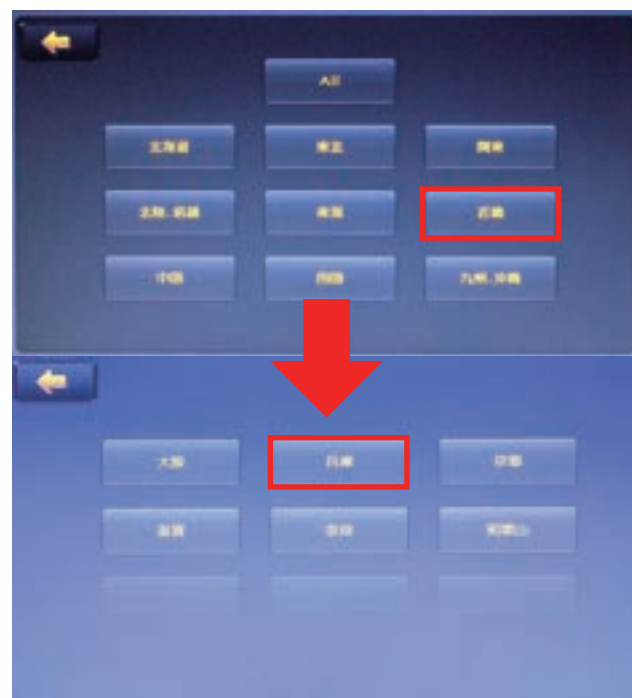 All
北海道 東北 関東
北陸、信越 東海 近畿
中国 四国 九州、沖縄
大阪 兵庫 京都
滋賀 奈良 和歌山